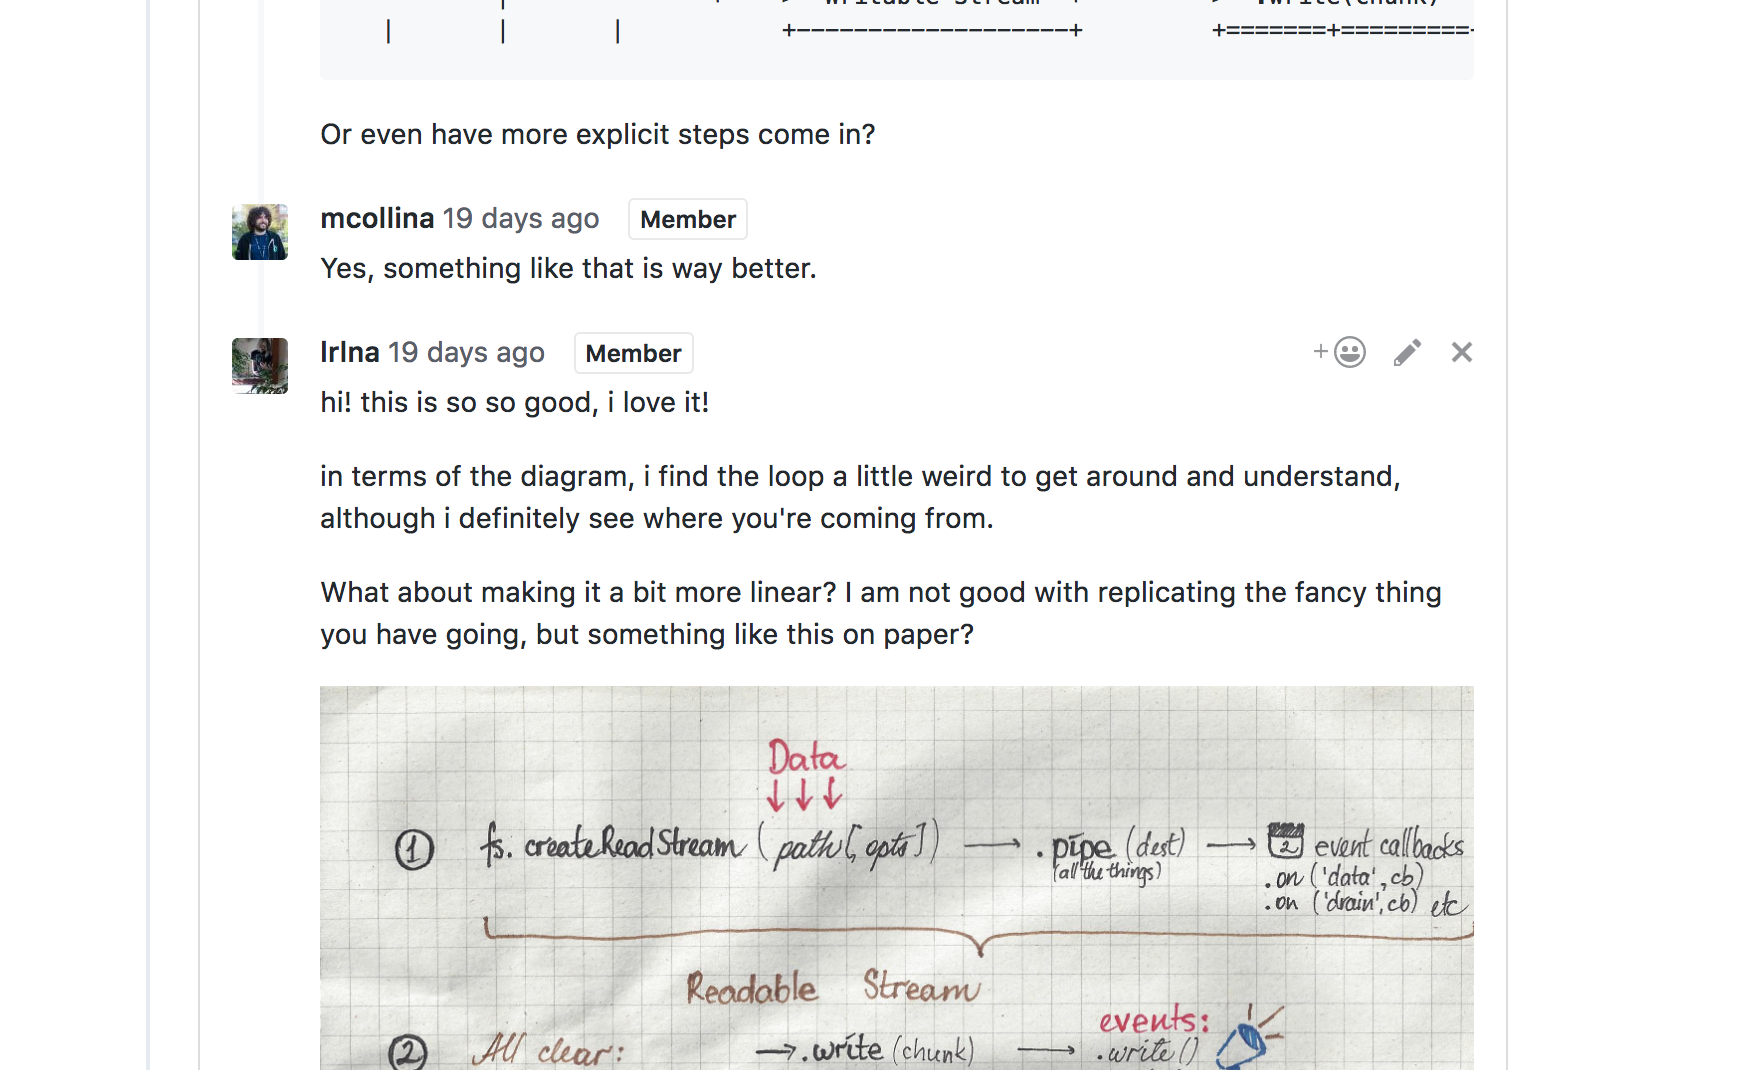 Writable Stream
.write(chunk)
Or even have more explicit steps come in?
mcollina 19 days ago Member
Yes, something like that is way better.
lrlna 19 days ago Member
hi! this is so so good, i love it!
in terms of the diagram, i find the loop a little weird to get around and understand,
although i definitely see where you're coming from.
What about making it a bit more linear? I am not good with replicating the fancy thing
you have going, but something like this on paper?
Data
1 fs.createReadStream (path[, opts]) → .pipe (dest) → 2 event callbacks
(all the things)
.on ('data', cb)
.on ('drain', cb) etc
Readable Stream
events:
2 All clear: → .write (chunk) → .write()